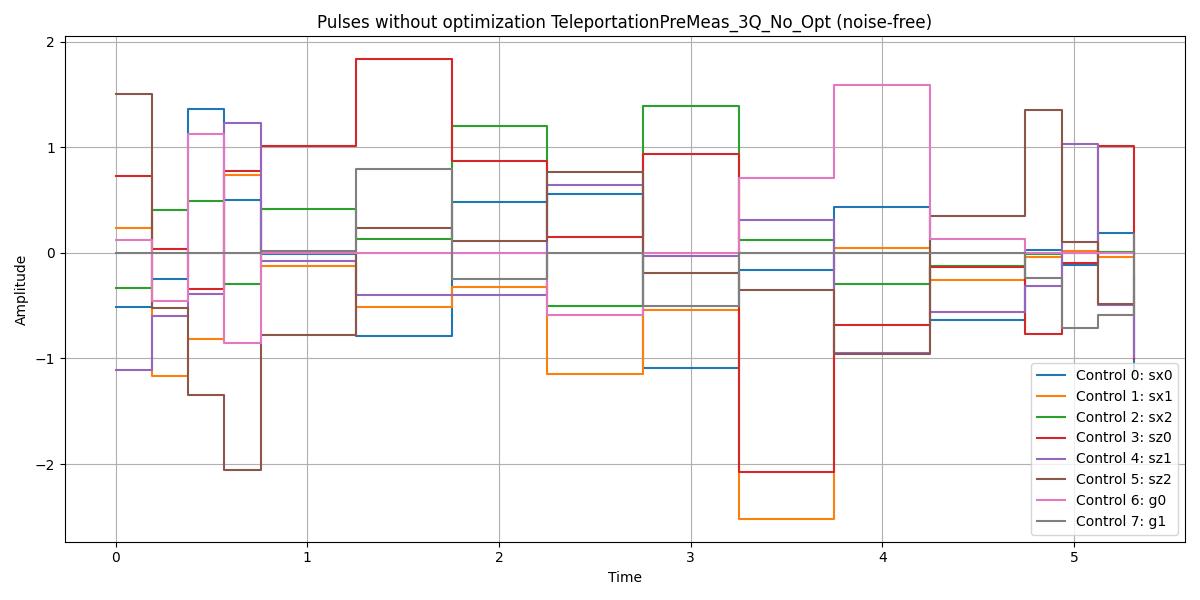 Pulses without optimization TeleportationPreMeas_3Q_No_Opt (noise-free)
Amplitude
2
1
0
−1
−2
0
1
2
3
4
5
Time
Control 0: sx0
Control 1: sx1
Control 2: sx2
Control 3: sz0
Control 4: sz1
Control 5: sz2
Control 6: g0
Control 7: g1